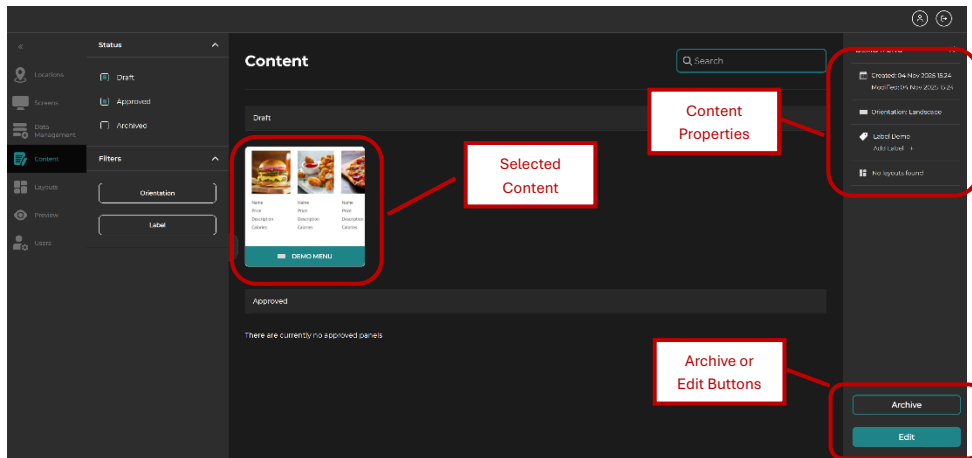 Status
Draft
Approved
Archived
Filters
Orientation
Label
Locations
Screens
Data
Management
Content
Layouts
Preview
Users
Content
Search
Draft
Name
Price
Description
Calories
Name
Price
Description
Calories
Name
Price
Description
Calories
DEMO MENU
Approved
There are currently no approved panels
Selected
Content
Content
Properties
Archive or
Edit Buttons
DEMO MENU
Created: 04 Nov 2025 15:24
Modified: 04 Nov 2025 15:24
Orientation: Landscape
Label Demo
Add Label +
No layouts found
Archive
Edit